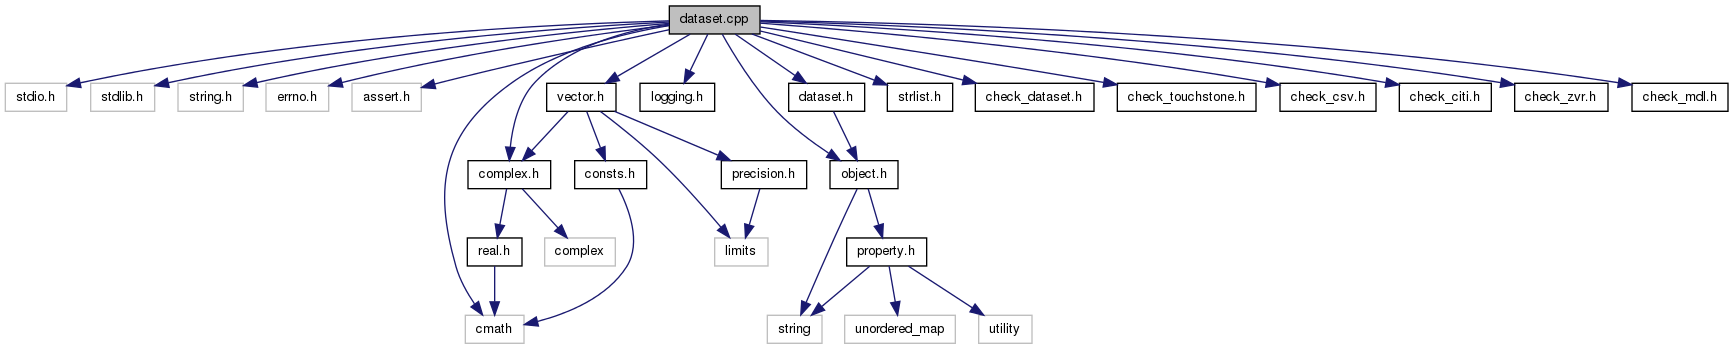 dataset.cpp
stdio.h
stdlib.h
string.h
errno.h
assert.h
vector.h
logging.h
dataset.h
strlist.h
check_dataset.h
check_touchstone.h
check_csv.h
check_citi.h
check_zvr.h
check_mdl.h
complex.h
consts.h
precision.h
object.h
real.h
complex
limits
property.h
cmath
string
unordered_map
utility